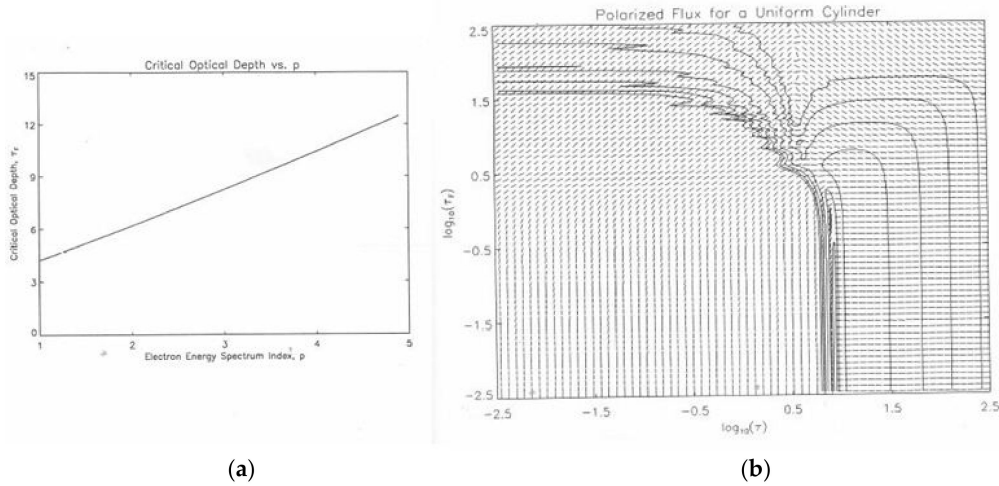 Critical Optical Depth vs. p
Critical Optical Depth, τ_F
15
12
9
6
3
0
1
2
3
4
5
Electron Energy Spectrum Index, p
(a)
Polarized Flux for a Uniform Cylinder
log₁₀(τ_F)
2.5
1.5
0.5
−0.5
−1.5
−2.5
−2.5
−1.5
−0.5
0.5
1.5
2.5
log₁₀(τ)
(b)